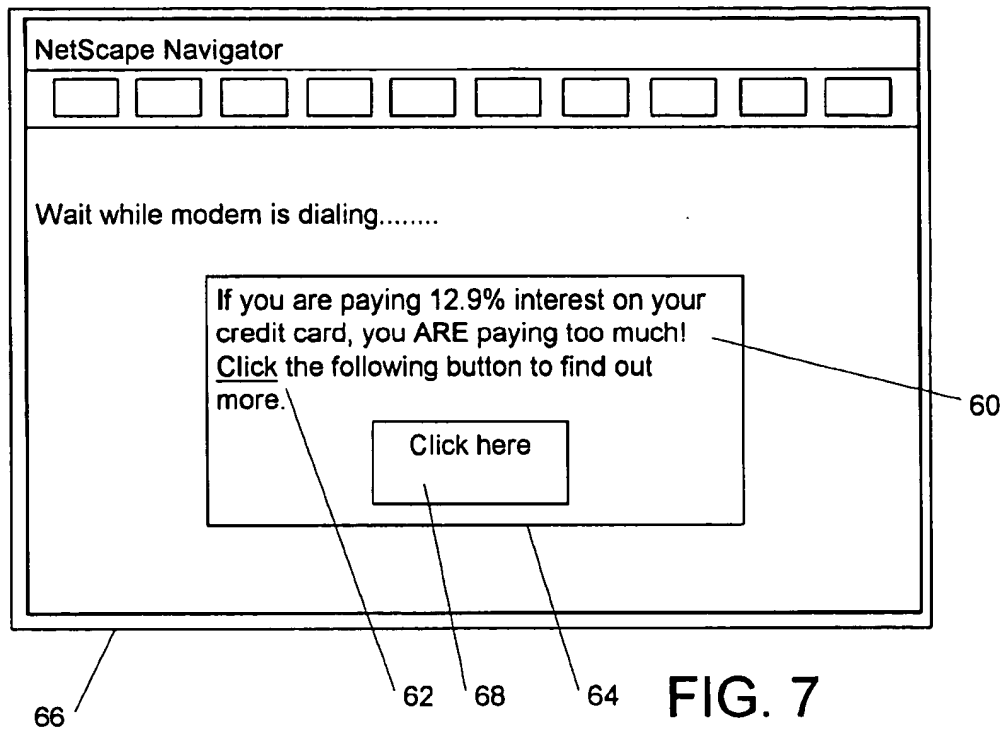 NetScape Navigator
Wait while modem is dialing........
If you are paying 12.9% interest on your
credit card, you ARE paying too much!
Click the following button to find out
more.
Click here
60
62
68
64
66
FIG. 7